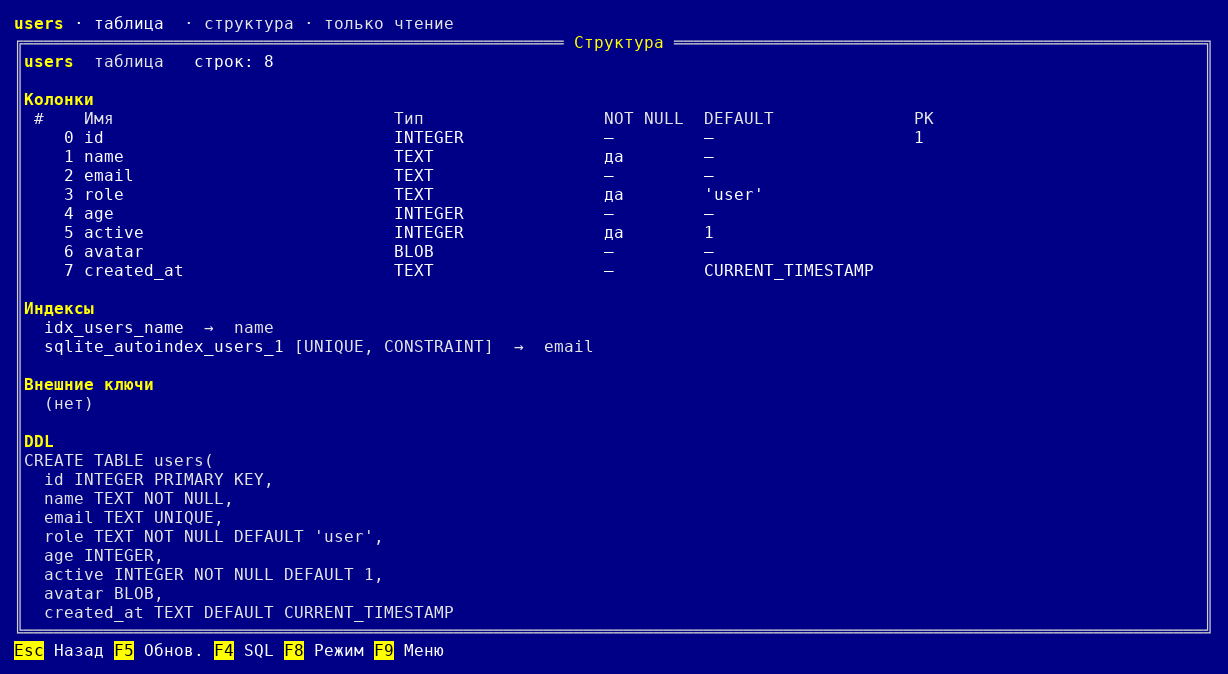 users · таблица · структура · только чтение
Структура
users таблица строк: 8
Колонки
# Имя Тип NOT NULL DEFAULT PK
0 id INTEGER — — 1
1 name TEXT да —
2 email TEXT — —
3 role TEXT да 'user'
4 age INTEGER — —
5 active INTEGER да 1
6 avatar BLOB — —
7 created_at TEXT — CURRENT_TIMESTAMP
Индексы
idx_users_name → name
sqlite_autoindex_users_1 [UNIQUE, CONSTRAINT] → email
Внешние ключи
(нет)
DDL
CREATE TABLE users(
id INTEGER PRIMARY KEY,
name TEXT NOT NULL,
email TEXT UNIQUE,
role TEXT NOT NULL DEFAULT 'user',
age INTEGER,
active INTEGER NOT NULL DEFAULT 1,
avatar BLOB,
created_at TEXT DEFAULT CURRENT_TIMESTAMP
Esc Назад F5 Обнов. F4 SQL F8 Режим F9 Меню